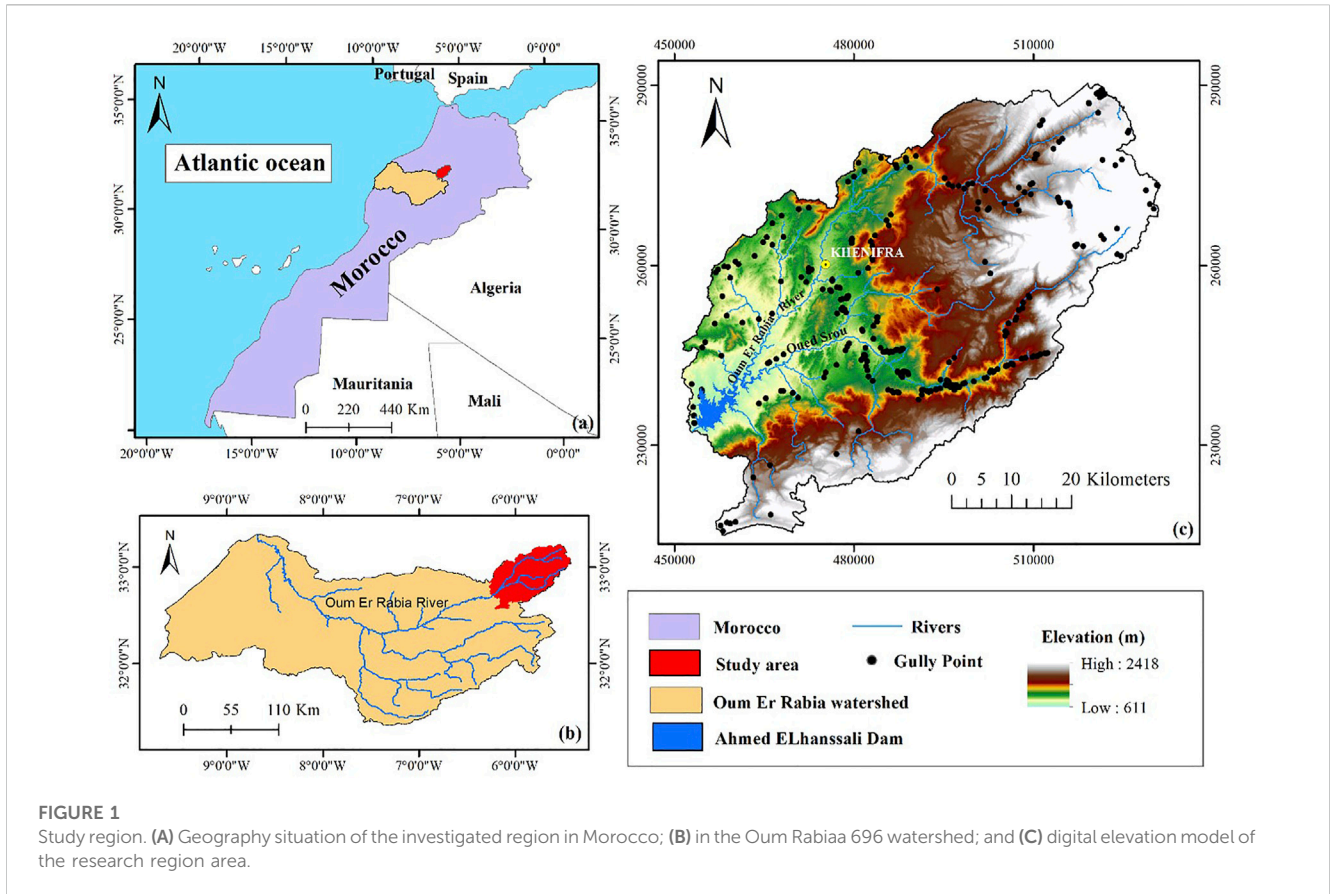 20°0'0"W 15°0'0"W 10°0'0"W 5°0'0"W 0°0'0"
N
Portugal Spain
35°0'0"N
35°0'0"N
Atlantic ocean
30°0'0"N
30°0'0"N
Morocco
Algeria
25°0'0"N
25°0'0"N
Mauritania
Mali
0 220 440 Km
(a)
20°0'0"W 15°0'0"W 10°0'0"W 5°0'0"W 0°0'0"
9°0'0"W 8°0'0"W 7°0'0"W 6°0'0"W
N
33°0'0"N
33°0'0"N
Oum Er Rabia River
32°0'0"N
32°0'0"N
0 55 110 Km
(b)
9°0'0"W 8°0'0"W 7°0'0"W 6°0'0"W
450000 480000 510000
N
290000
290000
KHENIFRA
260000
260000
Oum Er Rabia River
Oued Srou
230000
230000
0 5 10 20 Kilometers
(c)
450000 480000 510000
Morocco
Study area
Oum Er Rabia watershed
Ahmed ELhanssali Dam
Rivers
Gully Point
Elevation (m)
High : 2418
Low : 611
FIGURE 1
Study region. (A) Geography situation of the investigated region in Morocco; (B) in the Oum Rabiaa 696 watershed; and (C) digital elevation model of
the research region area.